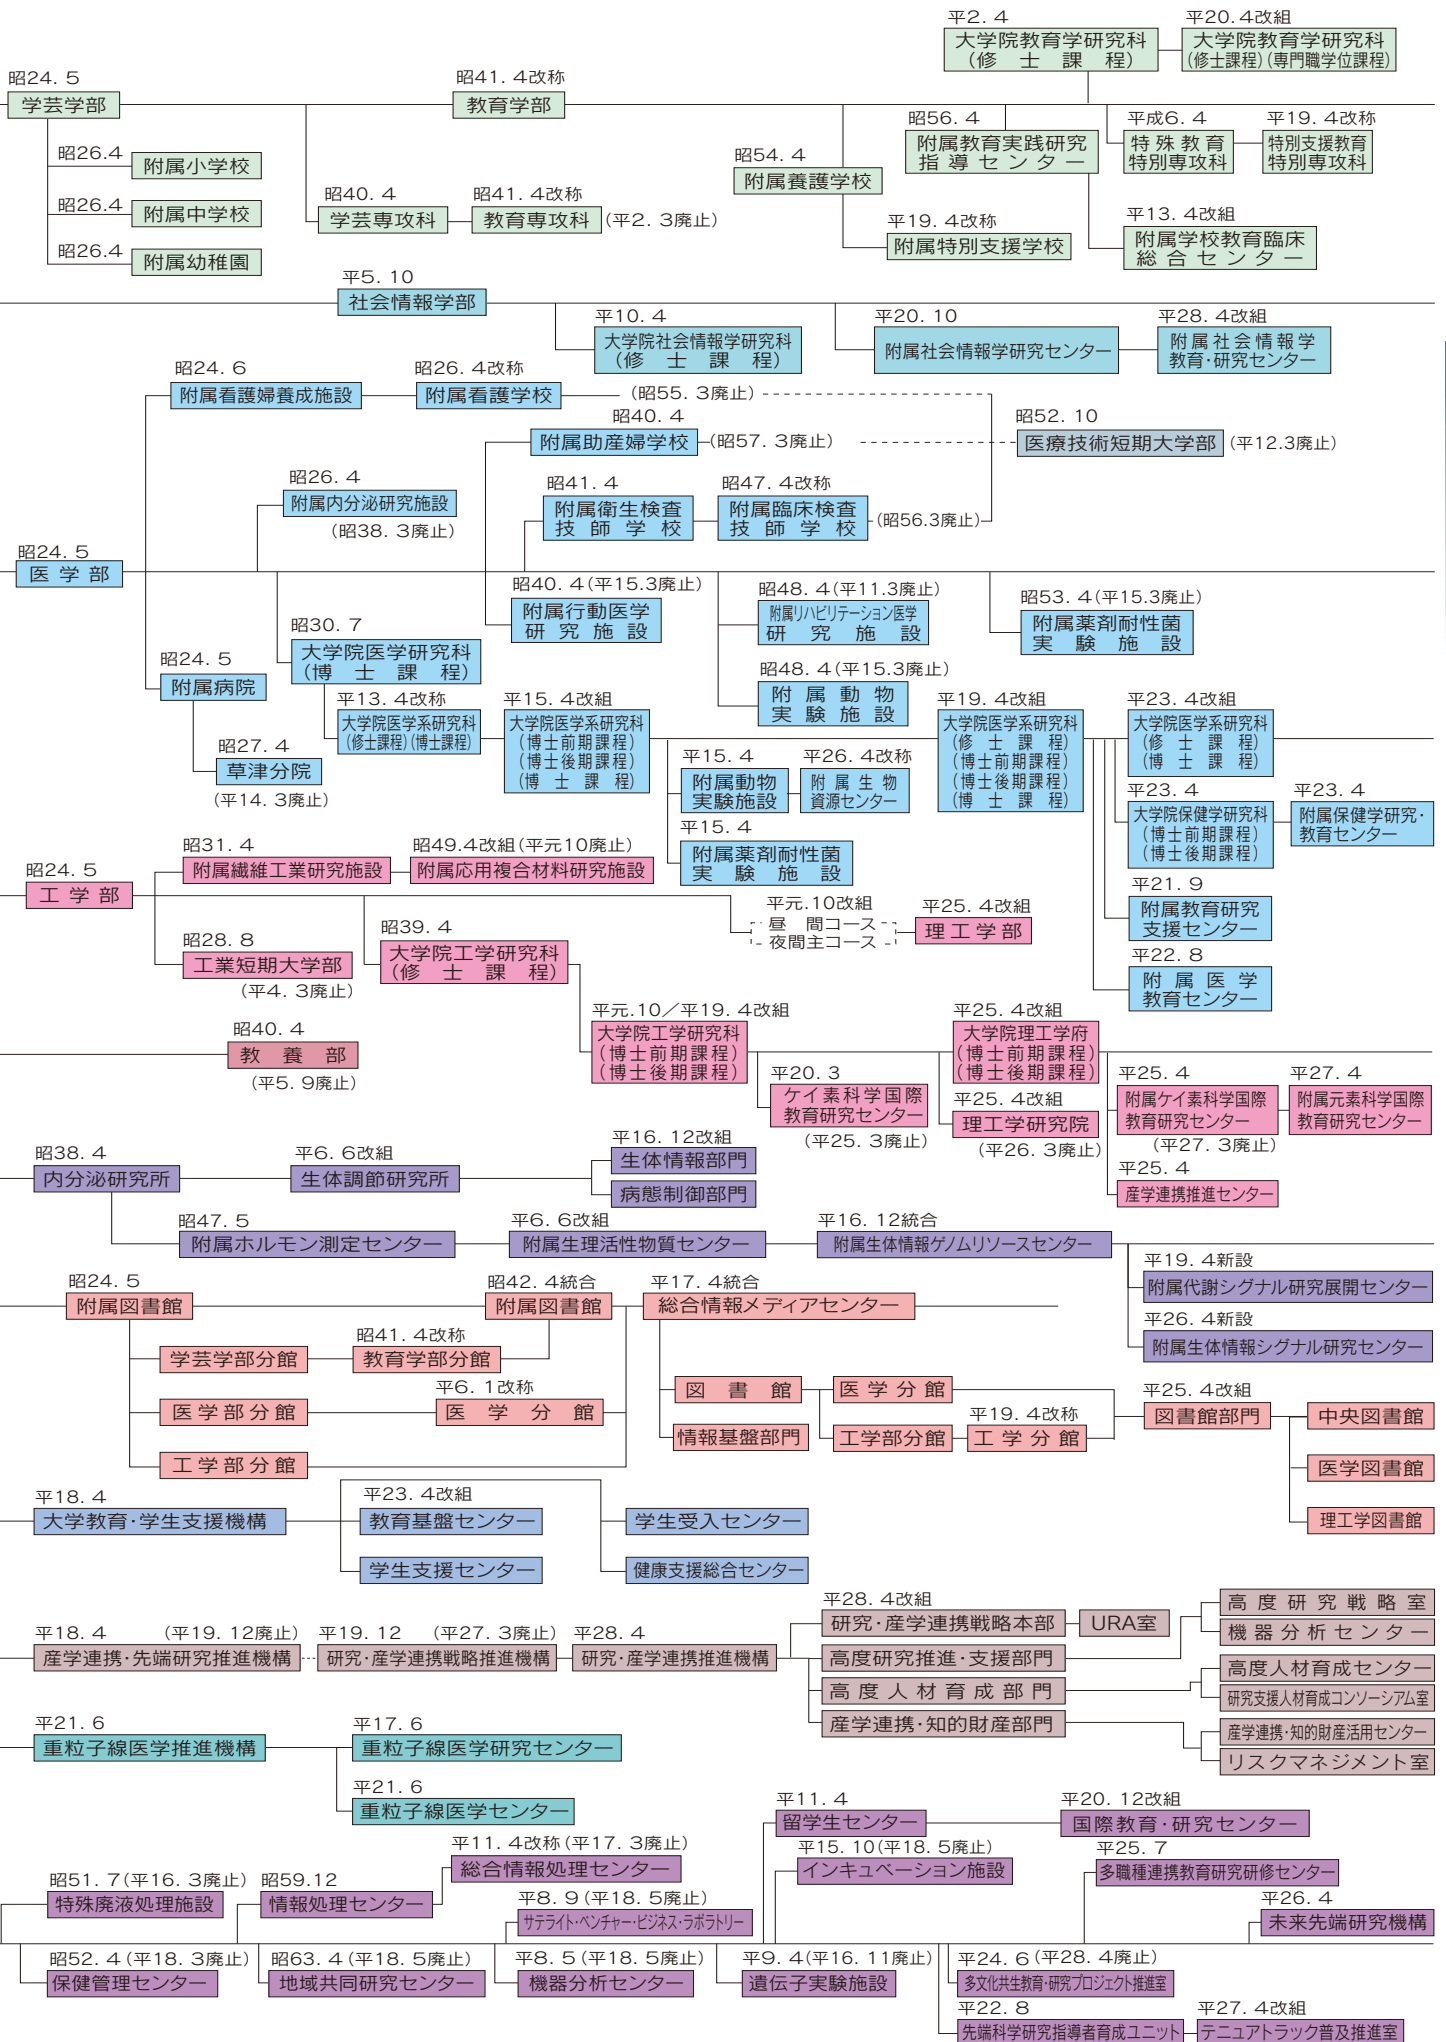 平2. 4
平20. 4改組
大学院教育学研究科
(修　士　課　程)
大学院教育学研究科
(修士課程)(専門職学位課程)
昭24. 5
昭41. 4改称
学芸学部
教育学部
昭56. 4
平成6. 4
平19. 4改称
附属教育実践研究
指導センター
特殊教育
特別専攻科
特別支援教育
特別専攻科
昭26.4
附属小学校
昭54. 4
附属養護学校
昭26.4
附属中学校
昭40. 4
昭41. 4改称
学芸専攻科
教育専攻科
(平2. 3廃止)
平19. 4改称
附属特別支援学校
平13. 4改組
附属学校教育臨床
総合センター
昭26.4
附属幼稚園
平5. 10
社会情報学部
平10. 4
平20. 10
平28. 4改組
大学院社会情報学研究科
(修　士　課　程)
附属社会情報学研究センター
附属社会情報学
教育・研究センター
昭24. 6
昭26. 4改称
附属看護婦養成施設
附属看護学校
(昭55. 3廃止)
昭40. 4
附属助産婦学校
(昭57. 3廃止)
昭52. 10
医療技術短期大学部
(平12.3廃止)
昭26. 4
附属内分泌研究施設
(昭38. 3廃止)
昭41. 4
昭47. 4改称
附属衛生検査
技師学校
附属臨床検査
技師学校
(昭56.3廃止)
昭24. 5
医学部
昭40. 4(平15.3廃止)
附属行動医学
研究施設
昭48. 4(平11.3廃止)
附属リハビリテーション医学
研究施設
昭53. 4(平15.3廃止)
附属薬剤耐性菌
実験施設
昭30. 7
大学院医学研究科
(博　士　課　程)
昭24. 5
附属病院
昭48. 4(平15.3廃止)
附属動物
実験施設
平13. 4改称
大学院医学系研究科
(修士課程)(博士課程)
平15. 4改組
大学院医学系研究科
(博士前期課程)
(博士後期課程)
(博　士　課　程)
平19. 4改組
大学院医学系研究科
(修　士　課　程)
(博士前期課程)
(博士後期課程)
(博　士　課　程)
平23. 4改組
大学院医学系研究科
(修　士　課　程)
(博　士　課　程)
昭27. 4
草津分院
(平14. 3廃止)
平15. 4
附属動物
実験施設
平26. 4改称
附属生物
資源センター
平23. 4
大学院保健学研究科
(博士前期課程)
(博士後期課程)
平23. 4
附属保健学研究・
教育センター
平15. 4
附属薬剤耐性菌
実験施設
昭31. 4
附属繊維工業研究施設
昭49.4改組(平元10廃止)
附属応用複合材料研究施設
昭24. 5
工学部
平元.10改組
昼　間コース
夜間主コース
平25. 4改組
理工学部
平21. 9
附属教育研究
支援センター
昭28. 8
工業短期大学部
(平4. 3廃止)
昭39. 4
大学院工学研究科
(修　士　課　程)
平22. 8
附属医学
教育センター
昭40. 4
教養部
(平5. 9廃止)
平元.10／平19. 4改組
大学院工学研究科
(博士前期課程)
(博士後期課程)
平25. 4改組
大学院理工学府
(博士前期課程)
(博士後期課程)
平20. 3
ケイ素科学国際
教育研究センター
(平25. 3廃止)
平25. 4改組
理工学研究院
(平26. 3廃止)
平25. 4
附属ケイ素科学国際
教育研究センター
(平27. 3廃止)
平27. 4
附属元素科学国際
教育研究センター
平25. 4
産学連携推進センター
昭38. 4
内分泌研究所
平6. 6改組
生体調節研究所
平16. 12改組
生体情報部門
病態制御部門
昭47. 5
附属ホルモン測定センター
平6. 6改組
附属生理活性物質センター
平16. 12統合
附属生体情報ゲノムリソースセンター
平19. 4新設
附属代謝シグナル研究展開センター
平26. 4新設
附属生体情報シグナル研究センター
昭24. 5
附属図書館
昭42. 4統合
附属図書館
平17. 4統合
総合情報メディアセンター
学芸学部分館
昭41. 4改称
教育学部分館
医学部分館
平6. 1改称
医学分館
工学部分館
図書館
医学分館
情報基盤部門
工学部分館
平19. 4改称
工学分館
平25. 4改組
図書館部門
中央図書館
医学図書館
理工学図書館
平18. 4
大学教育・学生支援機構
平23. 4改組
教育基盤センター
学生受入センター
学生支援センター
健康支援総合センター
平18. 4
(平19. 12廃止)
産学連携・先端研究推進機構
平19. 12
(平27. 3廃止)
研究・産学連携戦略推進機構
平28. 4
研究・産学連携推進機構
平28. 4改組
研究・産学連携戦略本部
URA室
高度研究推進・支援部門
高度人材育成部門
産学連携・知的財産部門
高度研究戦略室
機器分析センター
高度人材育成センター
研究支援人材育成コンソーシアム室
産学連携・知的財産活用センター
リスクマネジメント室
平21. 6
重粒子線医学推進機構
平17. 6
重粒子線医学研究センター
平21. 6
重粒子線医学センター
平11. 4
留学生センター
平20. 12改組
国際教育・研究センター
平11. 4改称(平17. 3廃止)
総合情報処理センター
平15. 10(平18. 5廃止)
インキュベーション施設
平25. 7
多職種連携教育研究研修センター
昭51. 7(平16. 3廃止)
特殊廃液処理施設
昭59.12
情報処理センター
平8. 9(平18. 5廃止)
サテライト・ベンチャー・ビジネス・ラボラトリー
平26. 4
未来先端研究機構
昭52. 4(平18. 3廃止)
保健管理センター
昭63. 4(平18. 5廃止)
地域共同研究センター
平8. 5(平18. 5廃止)
機器分析センター
平9. 4(平16. 11廃止)
遺伝子実験施設
平24. 6(平28. 4廃止)
多文化共生教育・研究プロジェクト推進室
平22. 8
先端科学研究指導者育成ユニット
平27. 4改組
テニュアトラック普及推進室